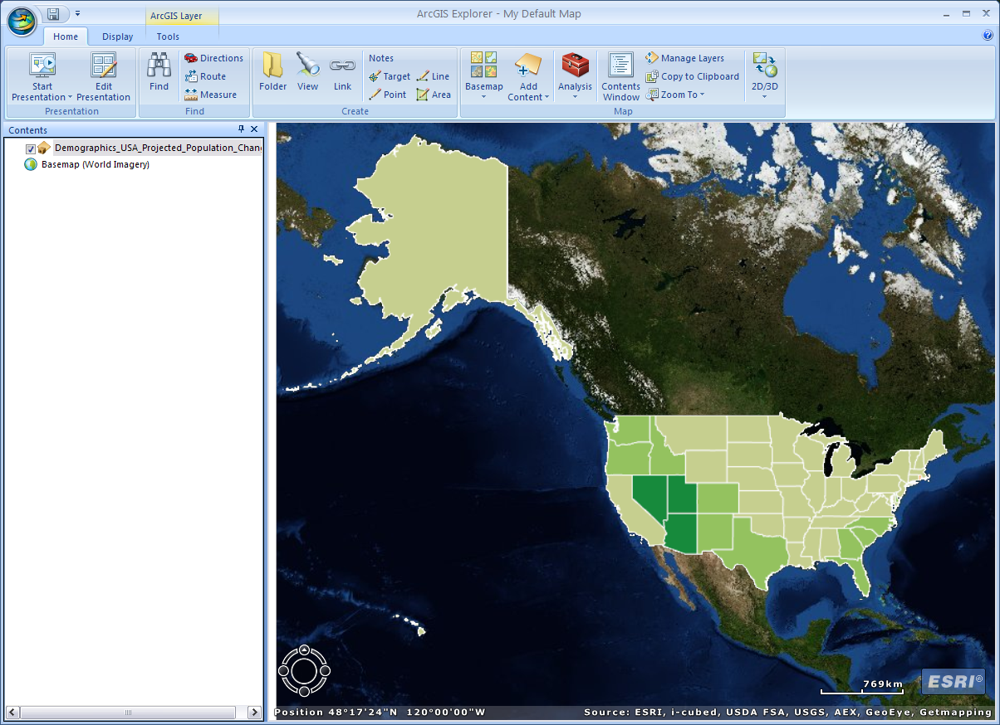 ArcGIS Layer
ArcGIS Explorer - My Default Map
Home
Display
Tools
Start Presentation
Edit Presentation
Presentation
Find
Directions
Route
Measure
Find
Folder
View
Link
Notes
Target
Line
Point
Area
Create
Basemap
Add Content
Analysis
Contents Window
Manage Layers
Copy to Clipboard
Zoom To
Map
2D/3D
Contents
Demographics_USA_Projected_Population_Chan
Basemap (World Imagery)
769km
ESRI®
Position 48°17'24"N 120°00'00"W
Source: ESRI, i-cubed, USDA FSA, USGS, AEX, GeoEye, Getmapping